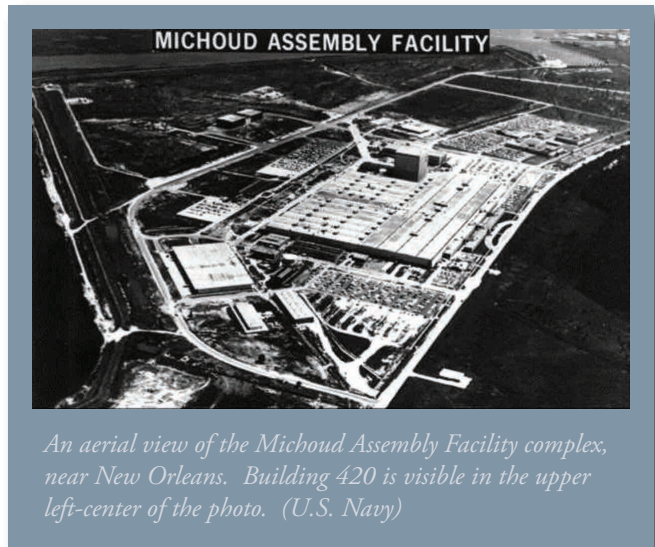 MICHOUD ASSEMBLY FACILITY
An aerial view of the Michoud Assembly Facility complex,
near New Orleans.  Building 420 is visible in the upper
left-center of the photo.  (U.S. Navy)